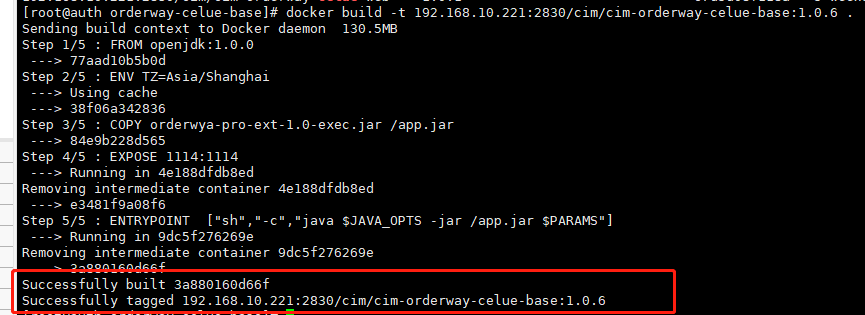 [root@auth orderway-celue-base]# docker build -t 192.168.10.221:2830/cim/cim-orderway-celue-base:1.0.6 .
Sending build context to Docker daemon  130.5MB
Step 1/5 : FROM openjdk:1.0.0
 ---> 77aad10b5b0d
Step 2/5 : ENV TZ=Asia/Shanghai
 ---> Using cache
 ---> 38f06a342836
Step 3/5 : COPY orderwya-pro-ext-1.0-exec.jar /app.jar
 ---> 84e9b228d565
Step 4/5 : EXPOSE 1114:1114
 ---> Running in 4e188dfdb8ed
Removing intermediate container 4e188dfdb8ed
 ---> e3481f9a08f6
Step 5/5 : ENTRYPOINT  ["sh","-c","java $JAVA_OPTS -jar /app.jar $PARAMS"]
 ---> Running in 9dc5f276269e
Removing intermediate container 9dc5f276269e
 ---> 3a880160d66f
Successfully built 3a880160d66f
Successfully tagged 192.168.10.221:2830/cim/cim-orderway-celue-base:1.0.6